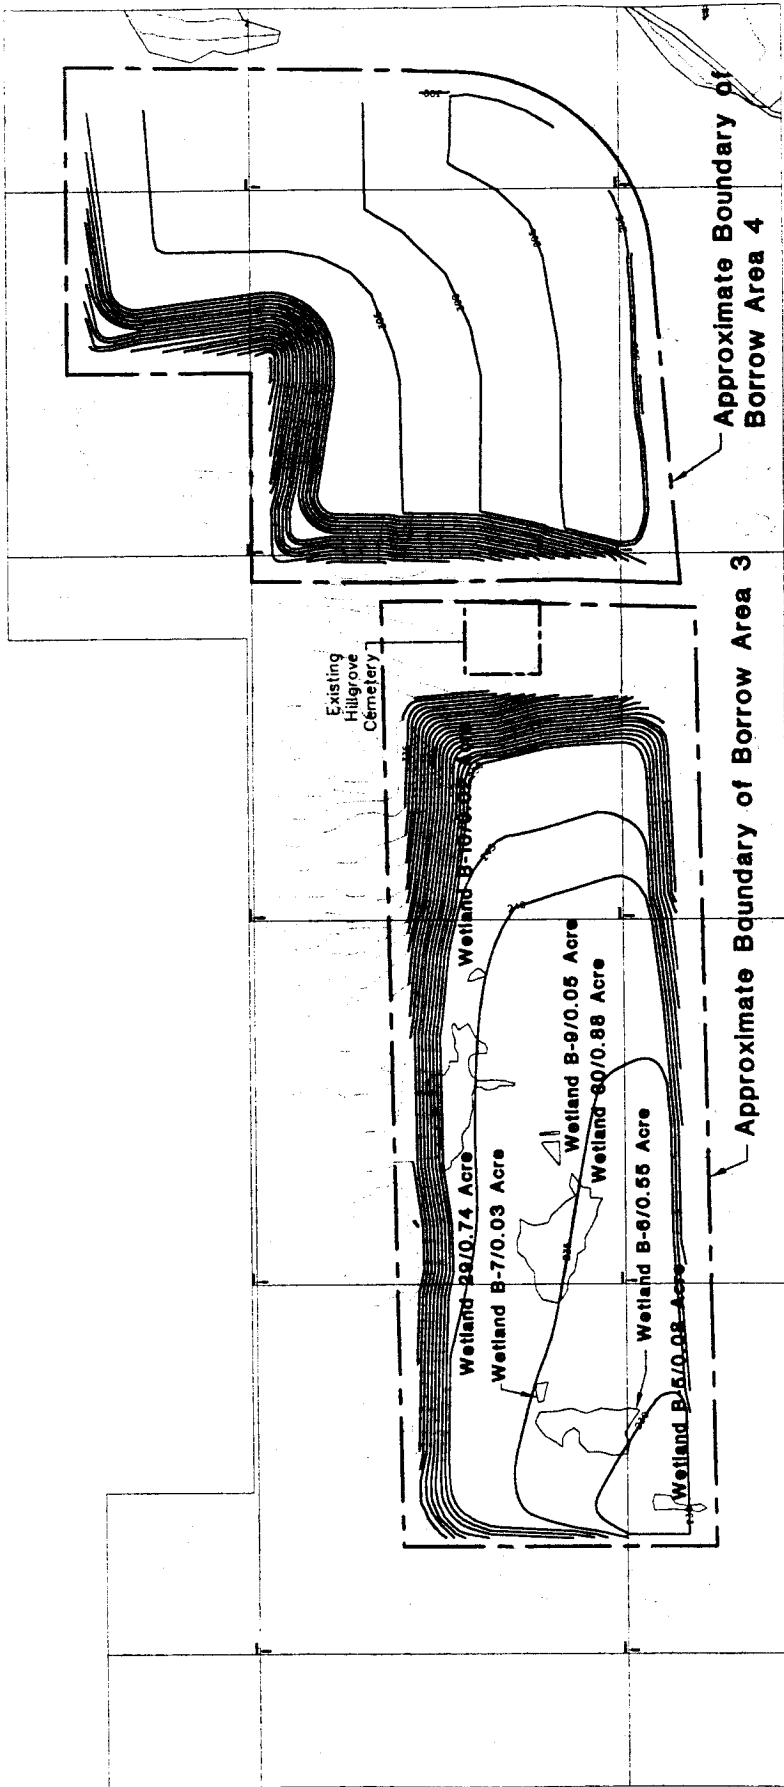 Approximate Boundary of
Borrow Area 4
Approximate Boundary of Borrow Area 3
Existing
Hillgrove
Cemetery
Wetland
Wetland 29/0.74 Acre
Wetland B-7/0.03 Acre
Wetland B-9/0.05 Acre
Wetland 80/0.88 Acre
Wetland B-6/0.55 Acre
Wetland B-5/0.08 Acre